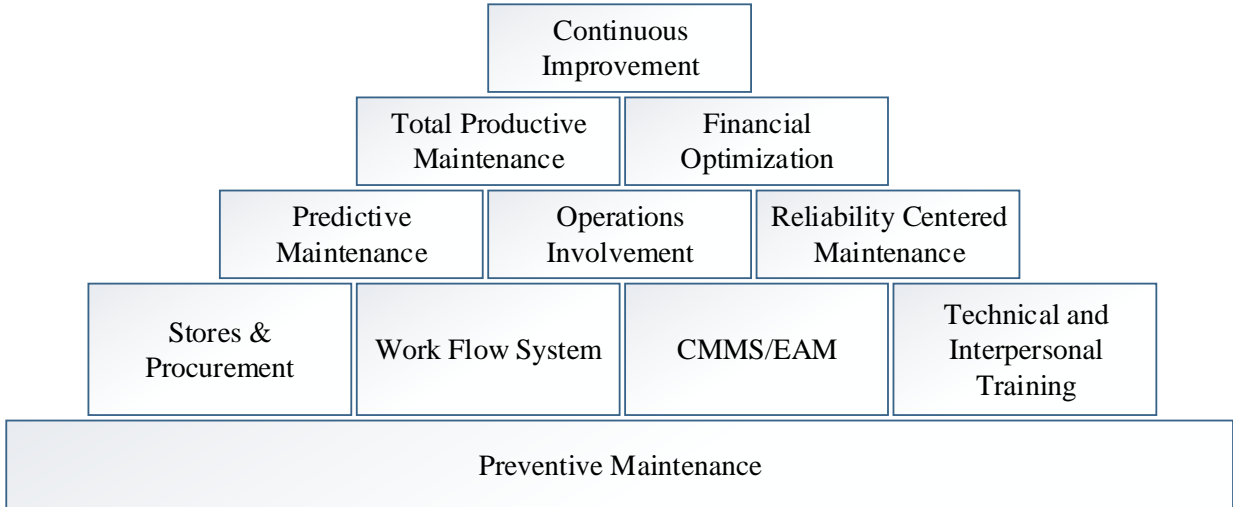 Continuous
Improvement
Total Productive
Maintenance
Financial
Optimization
Predictive
Maintenance
Operations
Involvement
Reliability Centered
Maintenance
Stores &
Procurement
Work Flow System
CMMS/EAM
Technical and
Interpersonal
Training
Preventive Maintenance